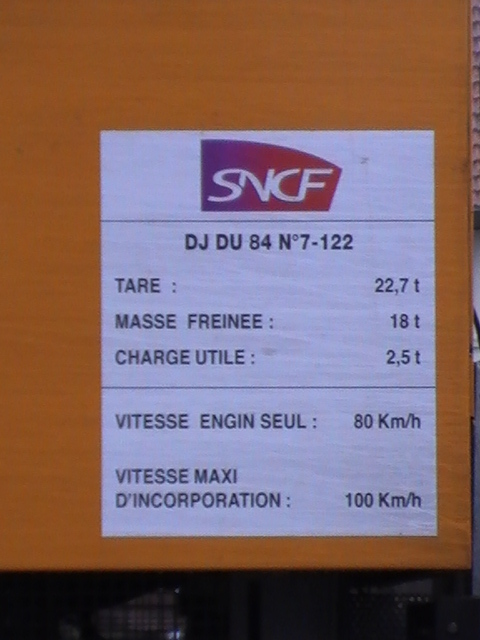 SNCF
DJ DU 84 N°7-122
TARE : 22,7 t
MASSE FREINEE : 18 t
CHARGE UTILE : 2,5 t
VITESSE ENGIN SEUL : 80 Km/h
VITESSE MAXI
D'INCORPORATION : 100 Km/h